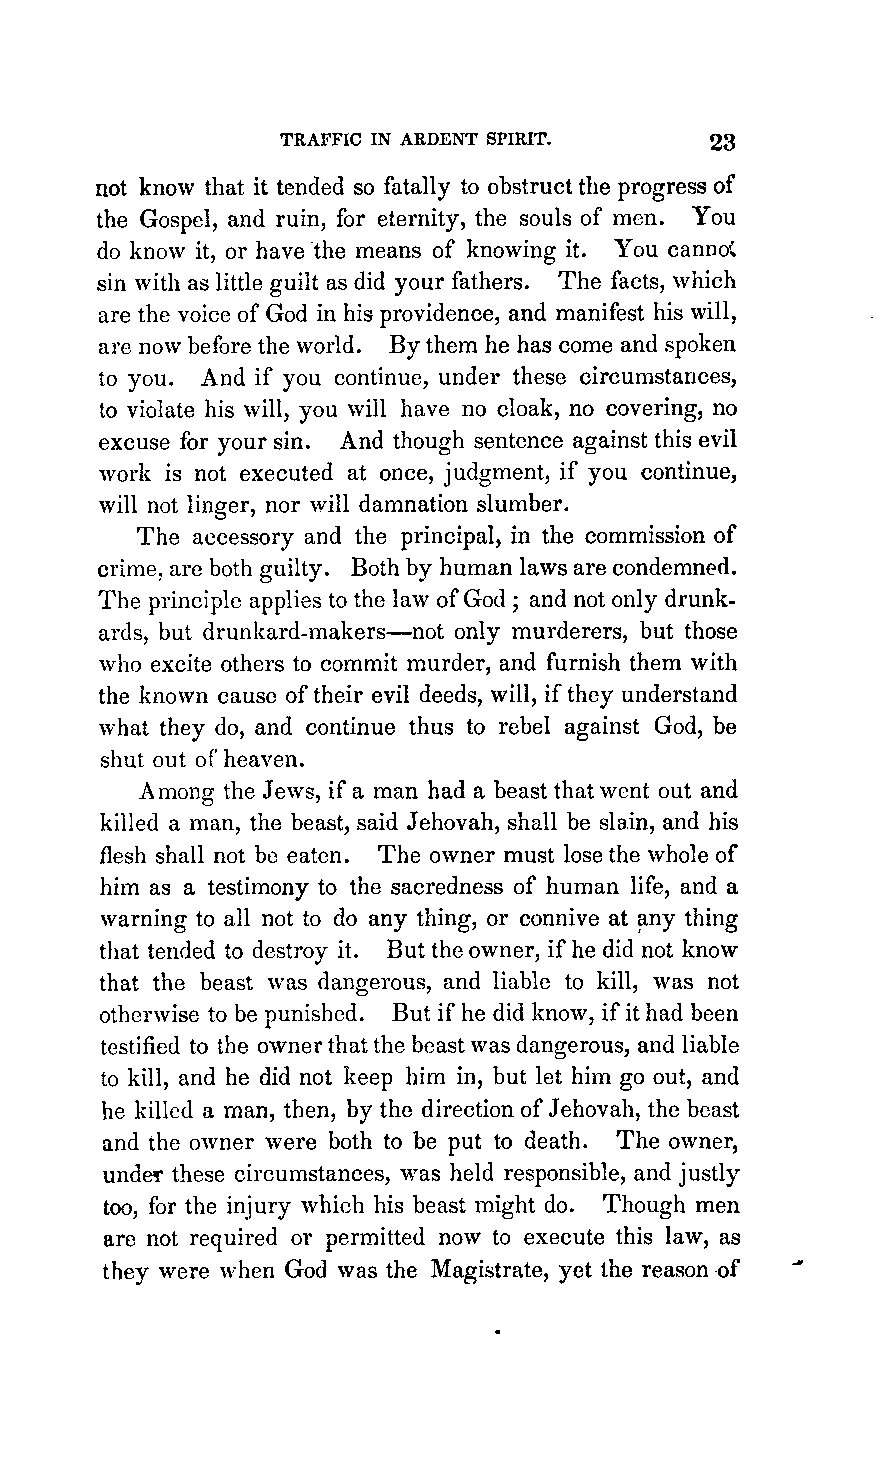 TRAFFIC IN ARDENT SPIRIT. 23
not know that it tended so fatally to obstruct the progress of
the Gospel, and ruin, for eternity, the souls of men. You
do know it, or have the means of knowing it. You cannot
sin with as little guilt as did your fathers. The facts, which
are the voice of God in his providence, and manifest his will,
are now before the world. By them he has come and spoken
to you. And if you continue, under these circumstances,
to violate his will, you will have no cloak, no covering, no
excuse for your sin. And though sentence against this evil
work is not executed at once, judgment, if you continue,
will not linger, nor will damnation slumber.
The accessory and the principal, in the commission of
crime, are both guilty. Both by human laws are condemned.
The principle applies to the law of God; and not only drunk-
ards, but drunkard-makers—not only murderers, but those
who excite others to commit murder, and furnish them with
the known cause of their evil deeds, will, if they understand
what they do, and continue thus to rebel against God, be
shut out of heaven.
Among the Jews, if a man had a beast that went out and
killed a man, the beast, said Jehovah, shall be slain, and his
flesh shall not be eaten. The owner must lose the whole of
him as a testimony to the sacredness of human life, and a
warning to all not to do any thing, or connive at any thing
that tended to destroy it. But the owner, if he did not know
that the beast was dangerous, and liable to kill, was not
otherwise to be punished. But if he did know, if it had been
testified to the owner that the beast was dangerous, and liable
to kill, and he did not keep him in, but let him go out, and
he killed a man, then, by the direction of Jehovah, the beast
and the owner were both to be put to death. The owner,
under these circumstances, was held responsible, and justly
too, for the injury which his beast might do. Though men
are not required or permitted now to execute this law, as
they were when God was the Magistrate, yet the reason of